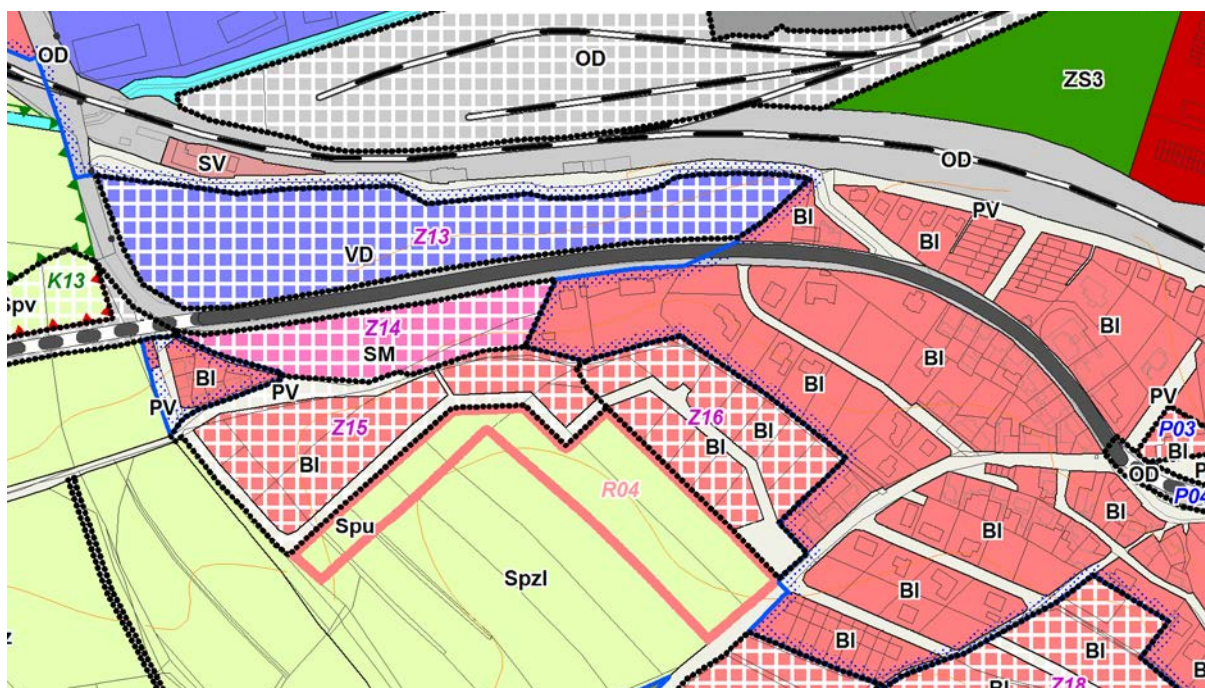 OD
OD
ZS3
SV
OD
BI
BI
PV
Z13
VD
K13
Spv
Z14
SM
BI
BI
BI
PV
PV
PV
Z15
BI
Z16
BI
BI
P03
BI
OD
P04
R04
Spu
Spzl
BI
BI
BI
BI
BI
BI
BI
Z18